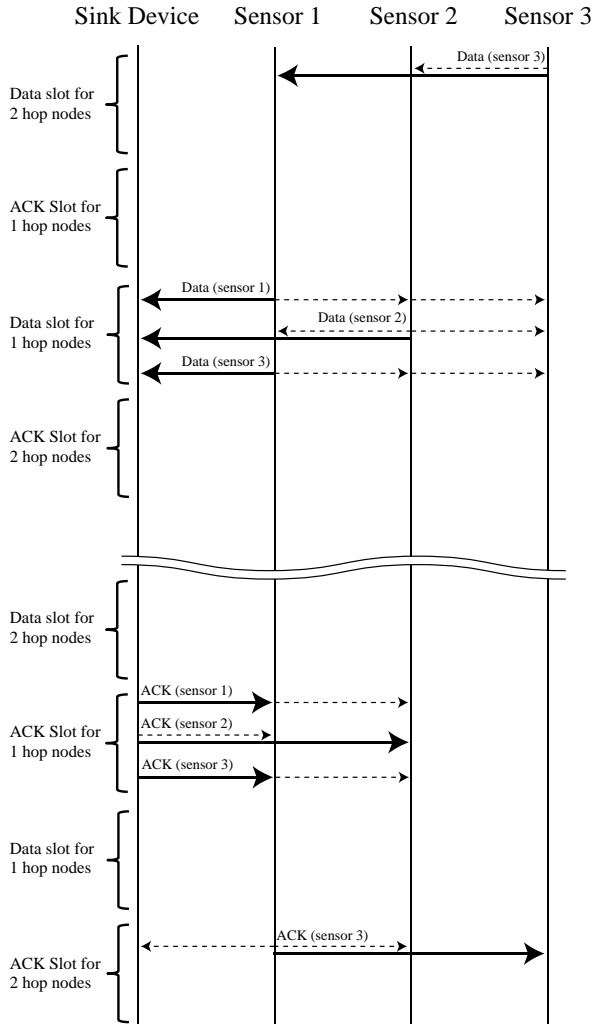 Sink Device Sensor 1 Sensor 2 Sensor 3
Data (sensor 3)
Data slot for
2 hop nodes
ACK Slot for
1 hop nodes
Data (sensor 1)
Data slot for
1 hop nodes
Data (sensor 2)
Data (sensor 3)
ACK Slot for
2 hop nodes
Data slot for
2 hop nodes
ACK (sensor 1)
ACK Slot for
1 hop nodes
ACK (sensor 2)
ACK (sensor 3)
Data slot for
1 hop nodes
ACK (sensor 3)
ACK Slot for
2 hop nodes